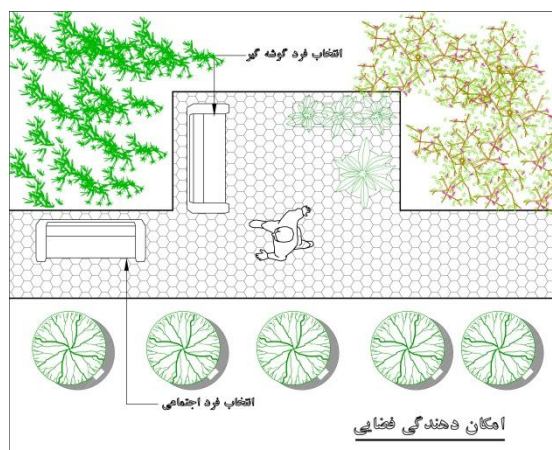 انتخاب فرد گوشه گیر
انتخاب فرد اجتماعی
امکان دهندگی فضایی